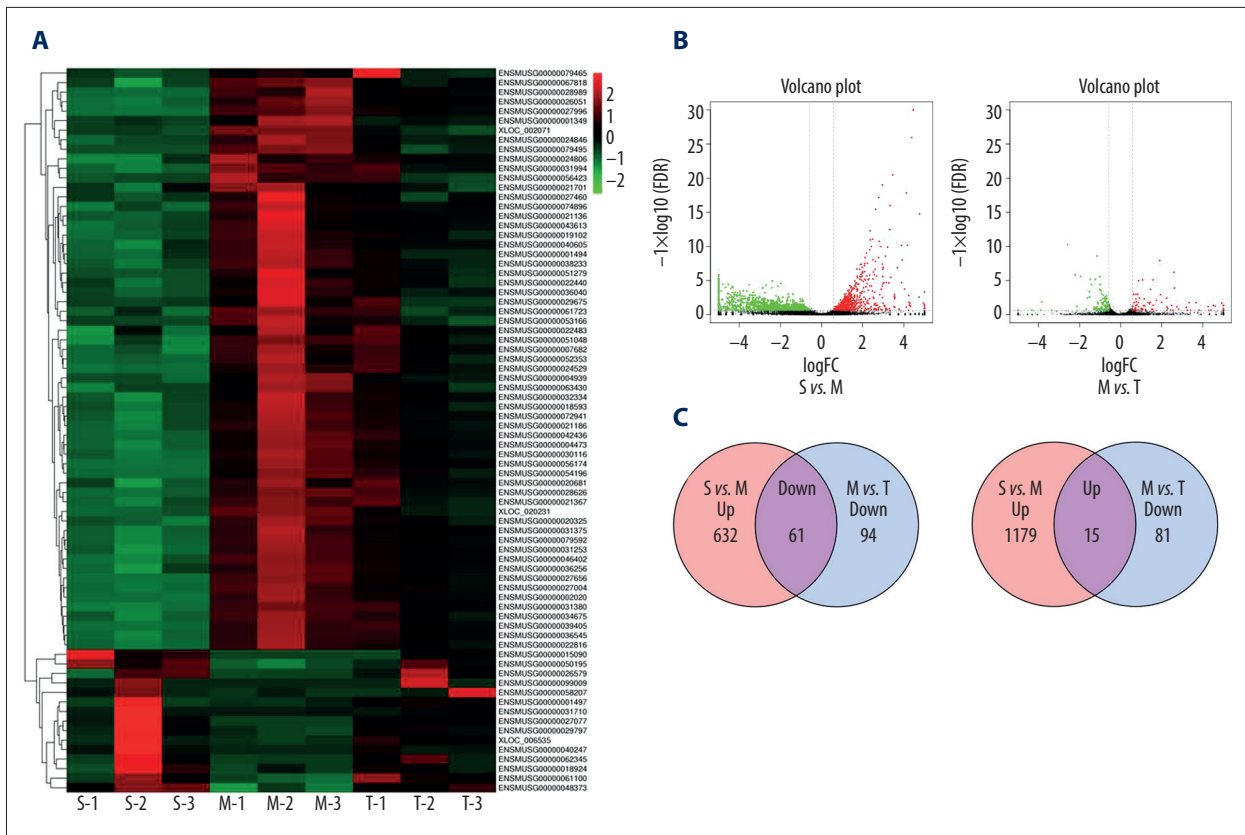 A
ENSMUSG00000079465
ENSMUSG00000067818
ENSMUSG00000028989
ENSMUSG00000026051
ENSMUSG00000027996
ENSMUSG00000001349
XLOC_002071
ENSMUSG00000024846
ENSMUSG00000079495
ENSMUSG00000024806
ENSMUSG00000031994
ENSMUSG00000056423
ENSMUSG00000021701
ENSMUSG00000027460
ENSMUSG00000074896
ENSMUSG00000021136
ENSMUSG00000043613
ENSMUSG00000019102
ENSMUSG00000040605
ENSMUSG00000001494
ENSMUSG00000038233
ENSMUSG00000051279
ENSMUSG00000022440
ENSMUSG00000036040
ENSMUSG00000029675
ENSMUSG00000061723
ENSMUSG00000053166
ENSMUSG00000022483
ENSMUSG00000051048
ENSMUSG00000007682
ENSMUSG00000052353
ENSMUSG00000024529
ENSMUSG00000004939
ENSMUSG00000063430
ENSMUSG00000032334
ENSMUSG00000018593
ENSMUSG00000072941
ENSMUSG00000021186
ENSMUSG00000042436
ENSMUSG00000004473
ENSMUSG00000030116
ENSMUSG00000056174
ENSMUSG00000054196
ENSMUSG00000020681
ENSMUSG00000028626
ENSMUSG00000021367
XLOC_020231
ENSMUSG00000020325
ENSMUSG00000031375
ENSMUSG00000079592
ENSMUSG00000031253
ENSMUSG00000046402
ENSMUSG00000036256
ENSMUSG00000027656
ENSMUSG00000027004
ENSMUSG00000002020
ENSMUSG00000031380
ENSMUSG00000034675
ENSMUSG00000039405
ENSMUSG00000036545
ENSMUSG00000022816
ENSMUSG00000015090
ENSMUSG00000050195
ENSMUSG00000026579
ENSMUSG00000099009
ENSMUSG00000058207
ENSMUSG00000001497
ENSMUSG00000031710
ENSMUSG00000027077
ENSMUSG00000029797
XLOC_006535
ENSMUSG00000040247
ENSMUSG00000062345
ENSMUSG00000018924
ENSMUSG00000061100
ENSMUSG00000048373
S-1 S-2 S-3 M-1 M-2 M-3 T-1 T-2 T-3
2
1
0
−1
−2
B
Volcano plot
30
25
20
15
10
5
0
−1×log10 (FDR)
−4 −2 0 2 4
logFC
S vs. M
Volcano plot
30
25
20
15
10
5
0
−1×log10 (FDR)
−4 −2 0 2 4
logFC
M vs. T
C
S vs. M Down M vs. T
Up Down
632 61 94
S vs. M Up M vs. T
Up Down
1179 15 81